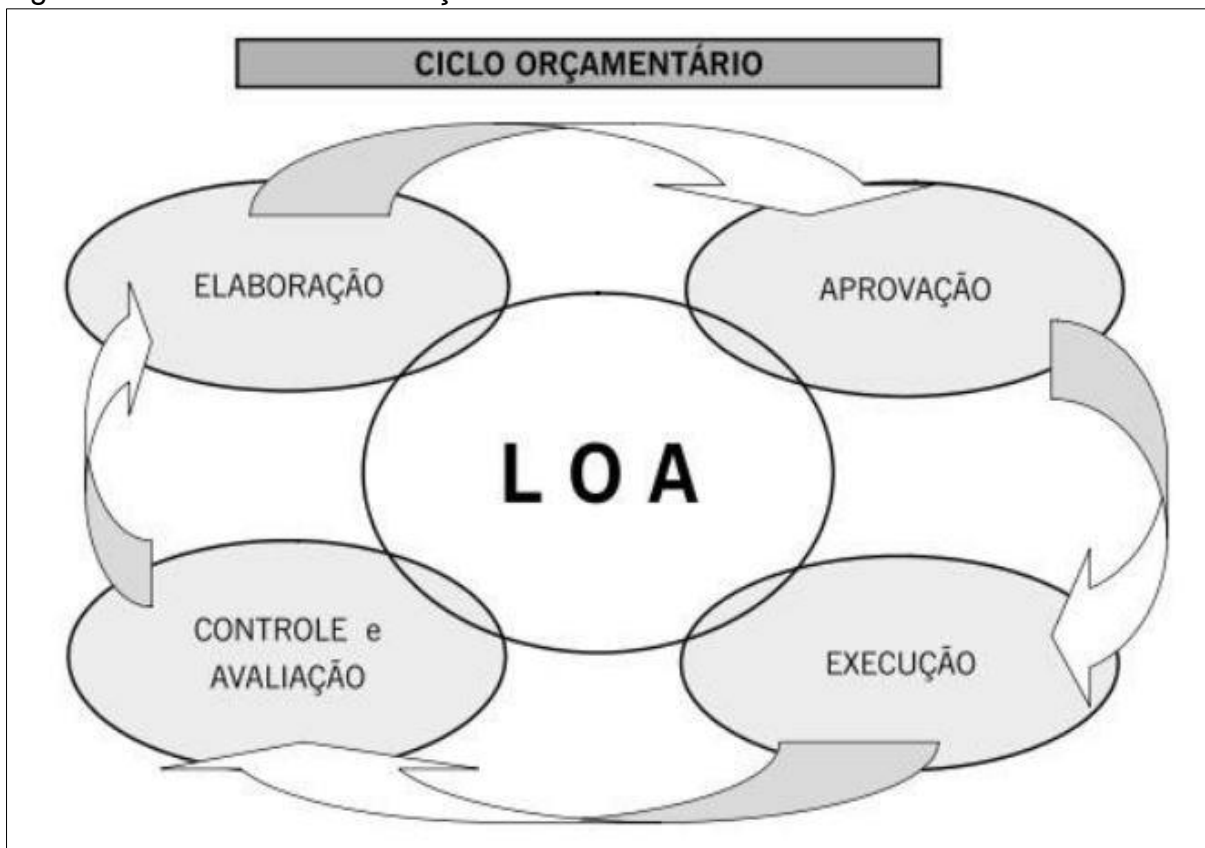 CICLO ORÇAMENTÁRIO
ELABORAÇÃO
APROVAÇÃO
L O A
CONTROLE e
AVALIAÇÃO
EXECUÇÃO